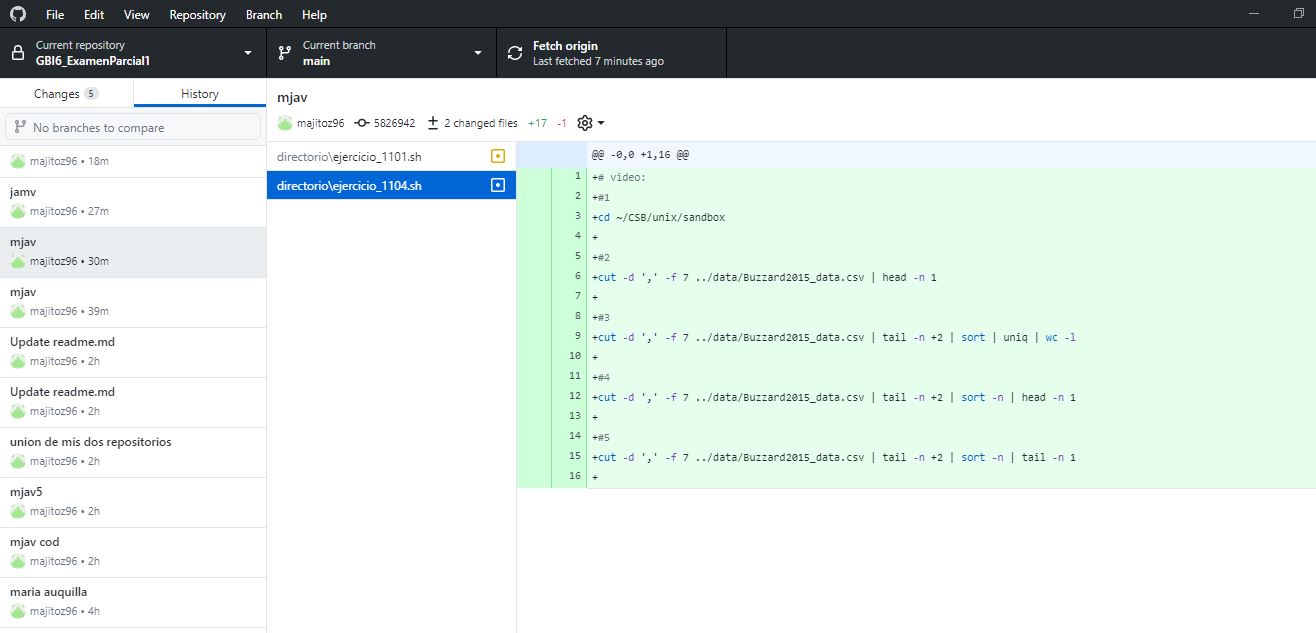 File Edit View Repository Branch Help
Current repository
GBI6_ExamenParcial1
Current branch
main
Fetch origin
Last fetched 7 minutes ago
Changes 5
History
No branches to compare
majitoz96 • 18m
jamv
majitoz96 • 27m
mjav
majitoz96 • 30m
mjav
majitoz96 • 39m
Update readme.md
majitoz96 • 2h
Update readme.md
majitoz96 • 2h
union de mis dos repositorios
majitoz96 • 2h
mjav5
majitoz96 • 2h
mjav cod
majitoz96 • 2h
maria auquilla
majitoz96 • 4h
mjav
majitoz96 5826942 2 changed files +17 -1
directorio\ejercicio_1101.sh
directorio\ejercicio_1104.sh
@@ -0,0 +1,16 @@
1 +# video:
2 +#1
3 +cd ~/CSB/unix/sandbox
4 +
5 +#2
6 +cut -d ',' -f 7 ../data/Buzzard2015_data.csv | head -n 1
7 +
8 +#3
9 +cut -d ',' -f 7 ../data/Buzzard2015_data.csv | tail -n +2 | sort | uniq | wc -l
10 +
11 +#4
12 +cut -d ',' -f 7 ../data/Buzzard2015_data.csv | tail -n +2 | sort -n | head -n 1
13 +
14 +#5
15 +cut -d ',' -f 7 ../data/Buzzard2015_data.csv | tail -n +2 | sort -n | tail -n 1
16 +